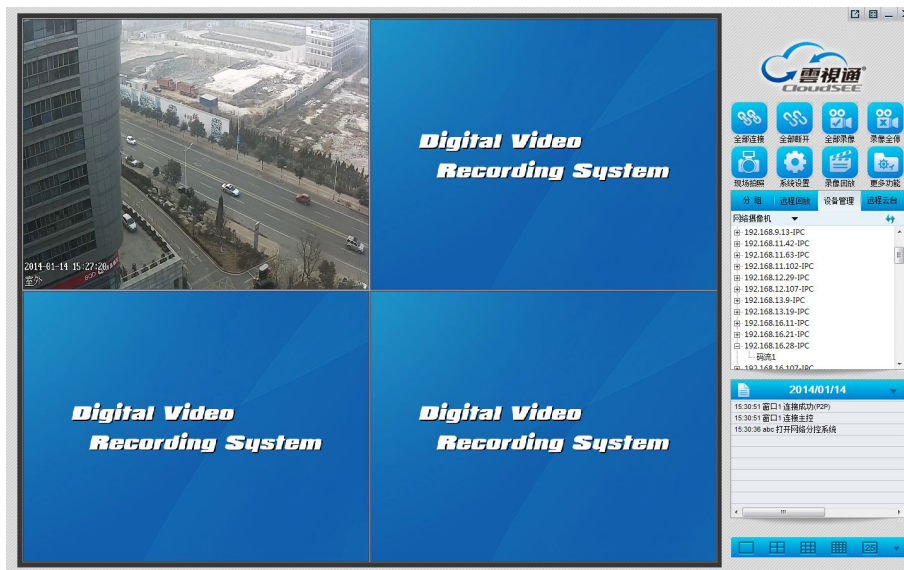 雲視通®
CloudSEE
全部连接 全部断开 全部录像 录像全停
现场拍照 系统设置 录像回放 更多功能
分 组 远程回放 设备管理 远程云台
网络摄像机
192.168.9.13-IPC
192.168.11.42-IPC
192.168.11.63-IPC
192.168.11.102-IPC
192.168.12.29-IPC
192.168.12.107-IPC
192.168.13.9-IPC
192.168.13.19-IPC
192.168.16.11-IPC
192.168.16.21-IPC
192.168.16.28-IPC
码流1
192.168.16.107-IPC
2014/01/14
15:30:51 窗口1 连接成功(P2P)
15:30:51 窗口1 连接主控
15:30:36 abc 打开网络分控系统
25
2014-01-14 15:27:20
室外
Digital Video
Recording System
Digital Video
Recording System
Digital Video
Recording System